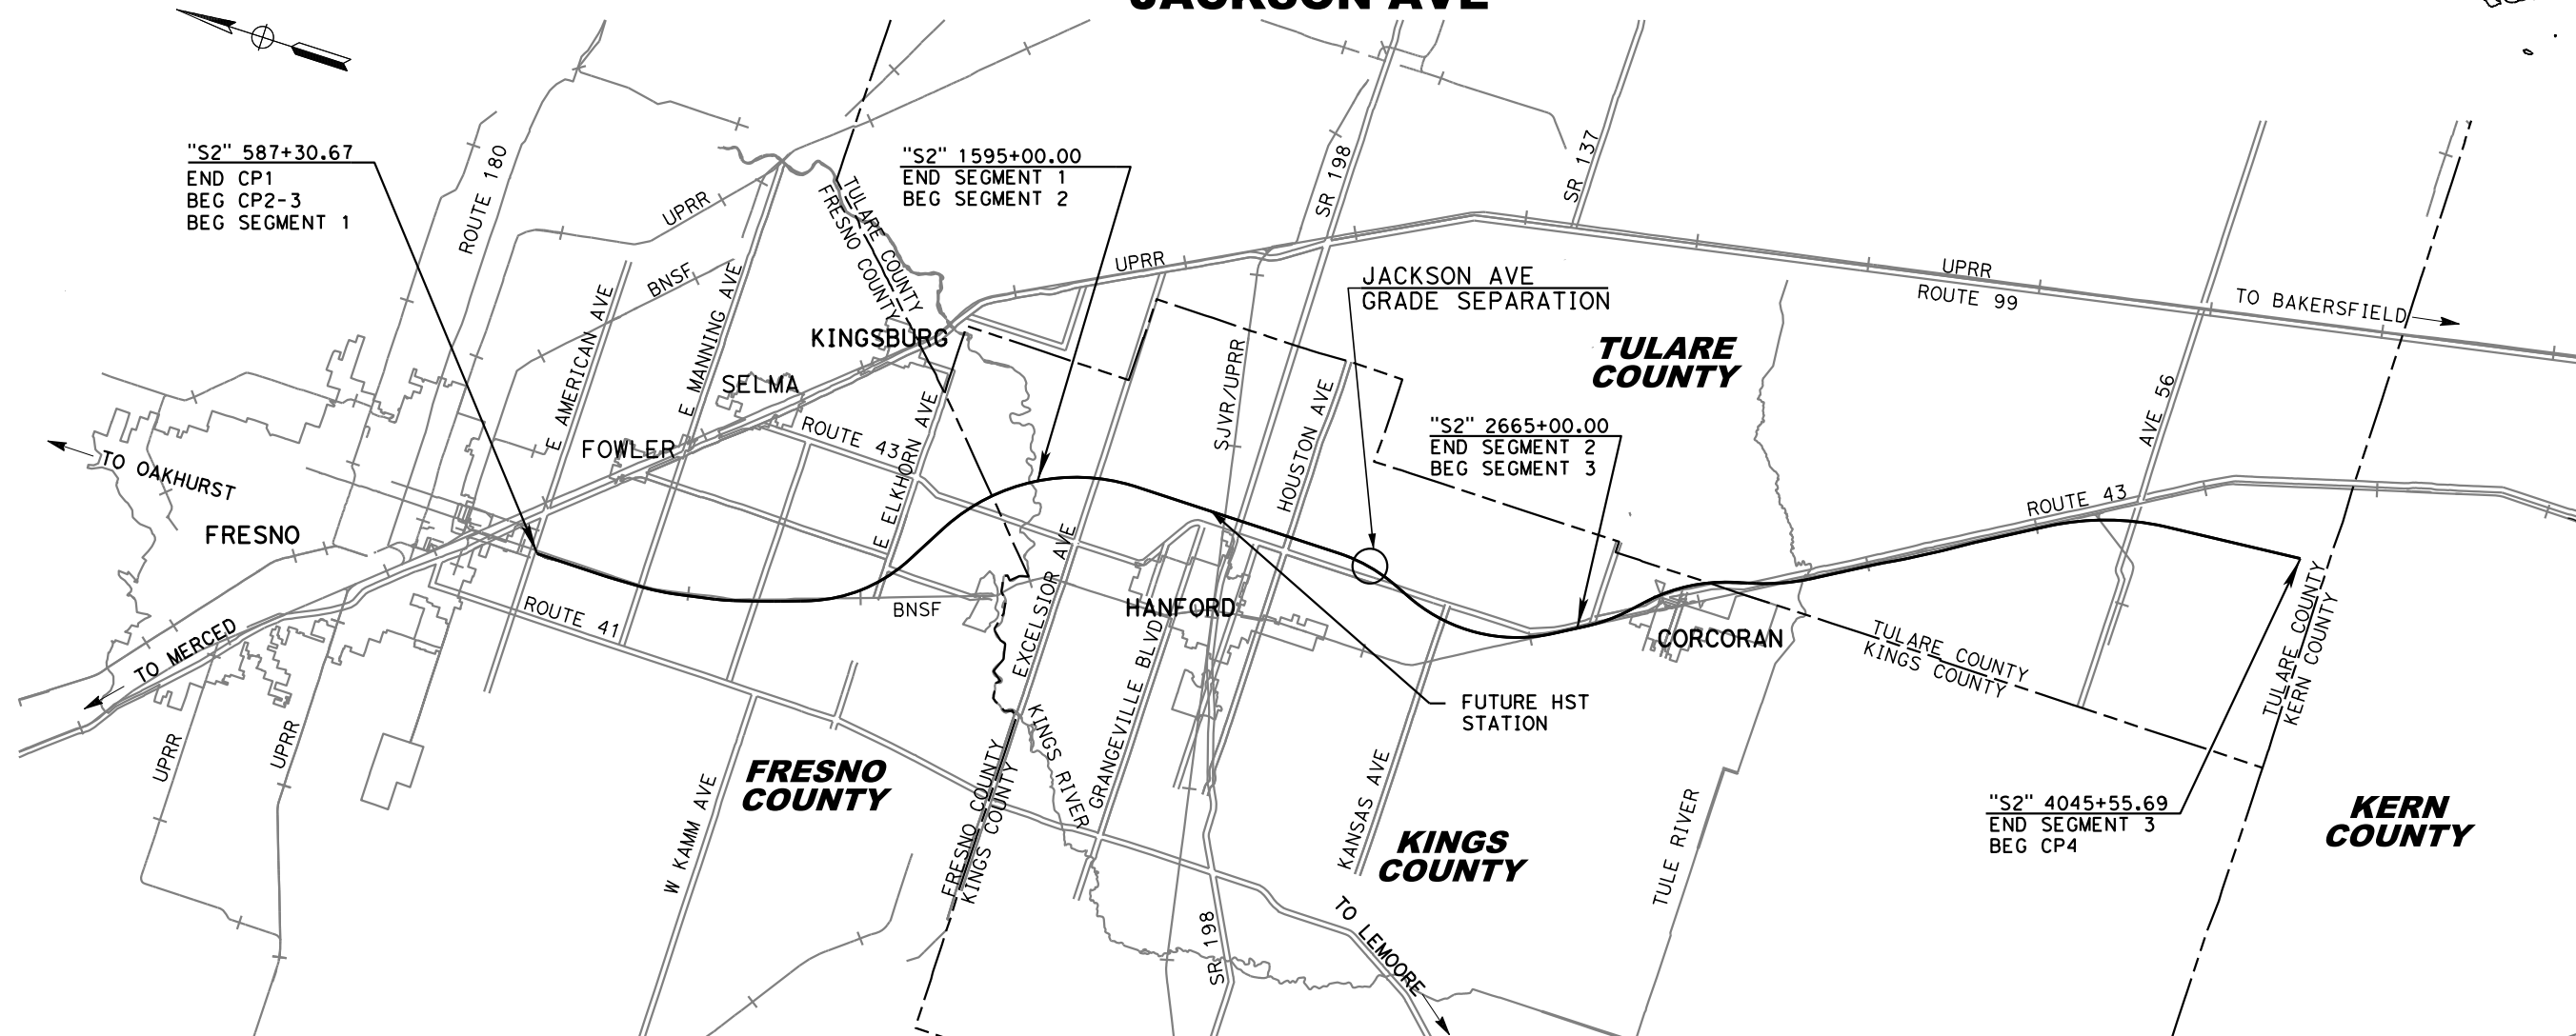 JACKSON AVE
"S2" 587+30.67
END CP1
BEG CP2-3
BEG SEGMENT 1
ROUTE 180
UPRR
BNSF
E AMERICAN AVE
E MANNING AVE
TULARE COUNTY
FRESNO COUNTY
"S2" 1595+00.00
END SEGMENT 1
BEG SEGMENT 2
SR 198
SR 137
UPRR
JACKSON AVE
GRADE SEPARATION
UPRR
ROUTE 99
TO BAKERSFIELD
KINGSBURG
SELMA
FOWLER
TULARE
COUNTY
SJVR/UPRR
HOUSTON AVE
"S2" 2665+00.00
END SEGMENT 2
BEG SEGMENT 3
AVE 56
ROUTE 43
E ELKHORN AVE
TO OAKHURST
FRESNO
ROUTE 43
EXCELSIOR AVE
BNSF
HANFORD
ROUTE 41
TO MERCED
GRANGEVILLE BLVD
CORCORAN
TULARE COUNTY
KINGS COUNTY
TULARE COUNTY
KERN COUNTY
FUTURE HST
STATION
UPRR
UPRR
FRESNO
COUNTY
W KAMM AVE
FRESNO COUNTY
KINGS COUNTY
KINGS RIVER
KANSAS AVE
KINGS
COUNTY
TULE RIVER
"S2" 4045+55.69
END SEGMENT 3
BEG CP4
KERN
COUNTY
SR 198
TO LEMOORE